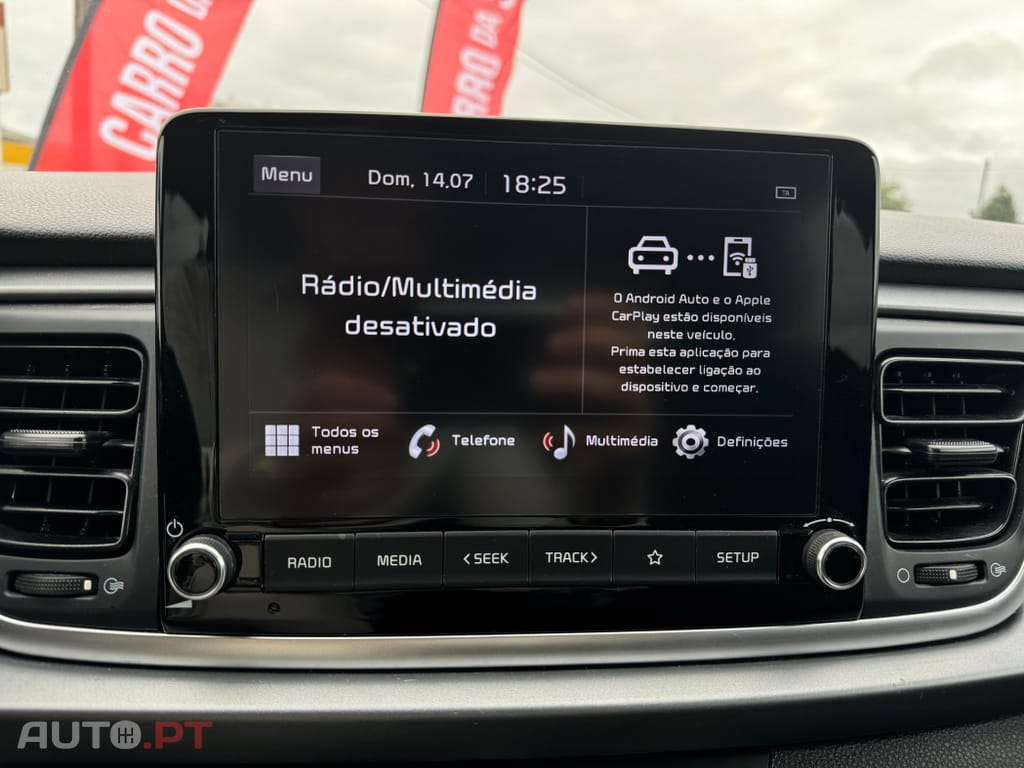 CARRO DA
CARRO DA S
Menu
Dom, 14.07
18:25
TA
Rádio/Multimédia
desativado
O Android Auto e o Apple
CarPlay estão disponíveis
neste veículo.
Prima esta aplicação para
estabelecer ligação ao
dispositivo e começar.
Todos os
menus
Telefone
Multimédia
Definições
RADIO
MEDIA
<SEEK
TRACK>
SETUP
AUTO.PT